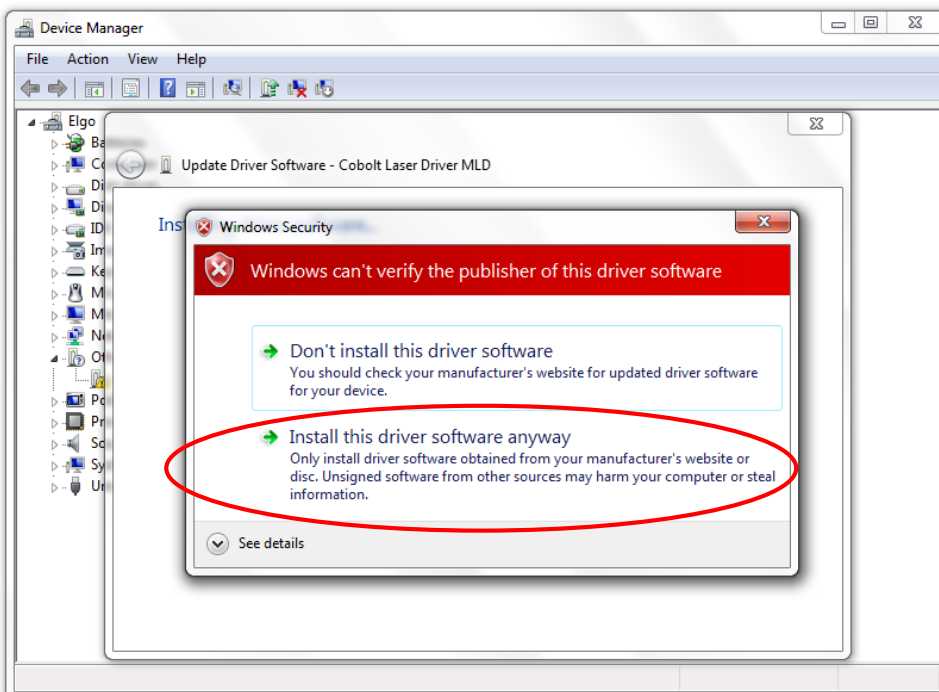 Device Manager
File Action View Help
Elgo
Update Driver Software - Cobolt Laser Driver MLD
Windows Security
Windows can't verify the publisher of this driver software
Don't install this driver software
You should check your manufacturer's website for updated driver software
for your device.
Install this driver software anyway
Only install driver software obtained from your manufacturer's website or
disc. Unsigned software from other sources may harm your computer or steal
information.
See details